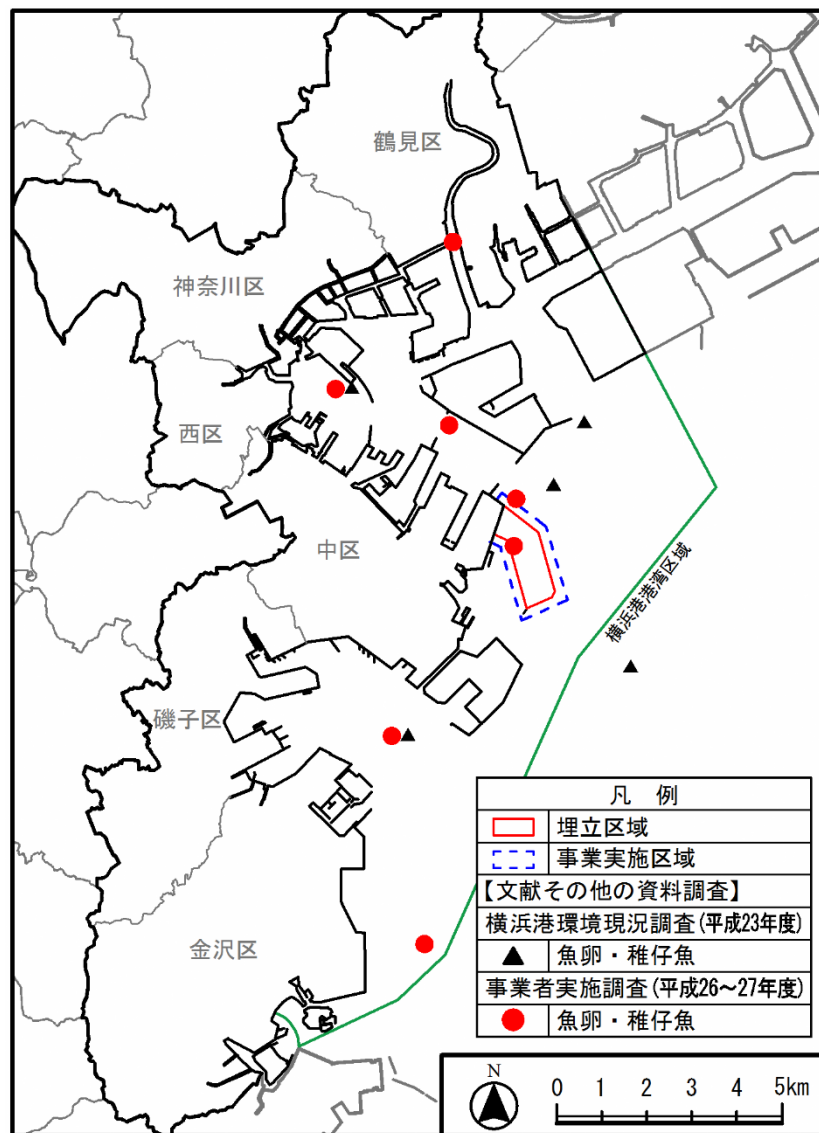 鶴見区
神奈川区
西区
中区
横浜港港湾区域
磯子区
金沢区
凡 例
埋立区域
事業実施区域
【文献その他の資料調査】
横浜港環境現況調査(平成23年度)
魚卵・稚仔魚
事業者実施調査(平成26～27年度)
魚卵・稚仔魚
N
0 1 2 3 4 5km